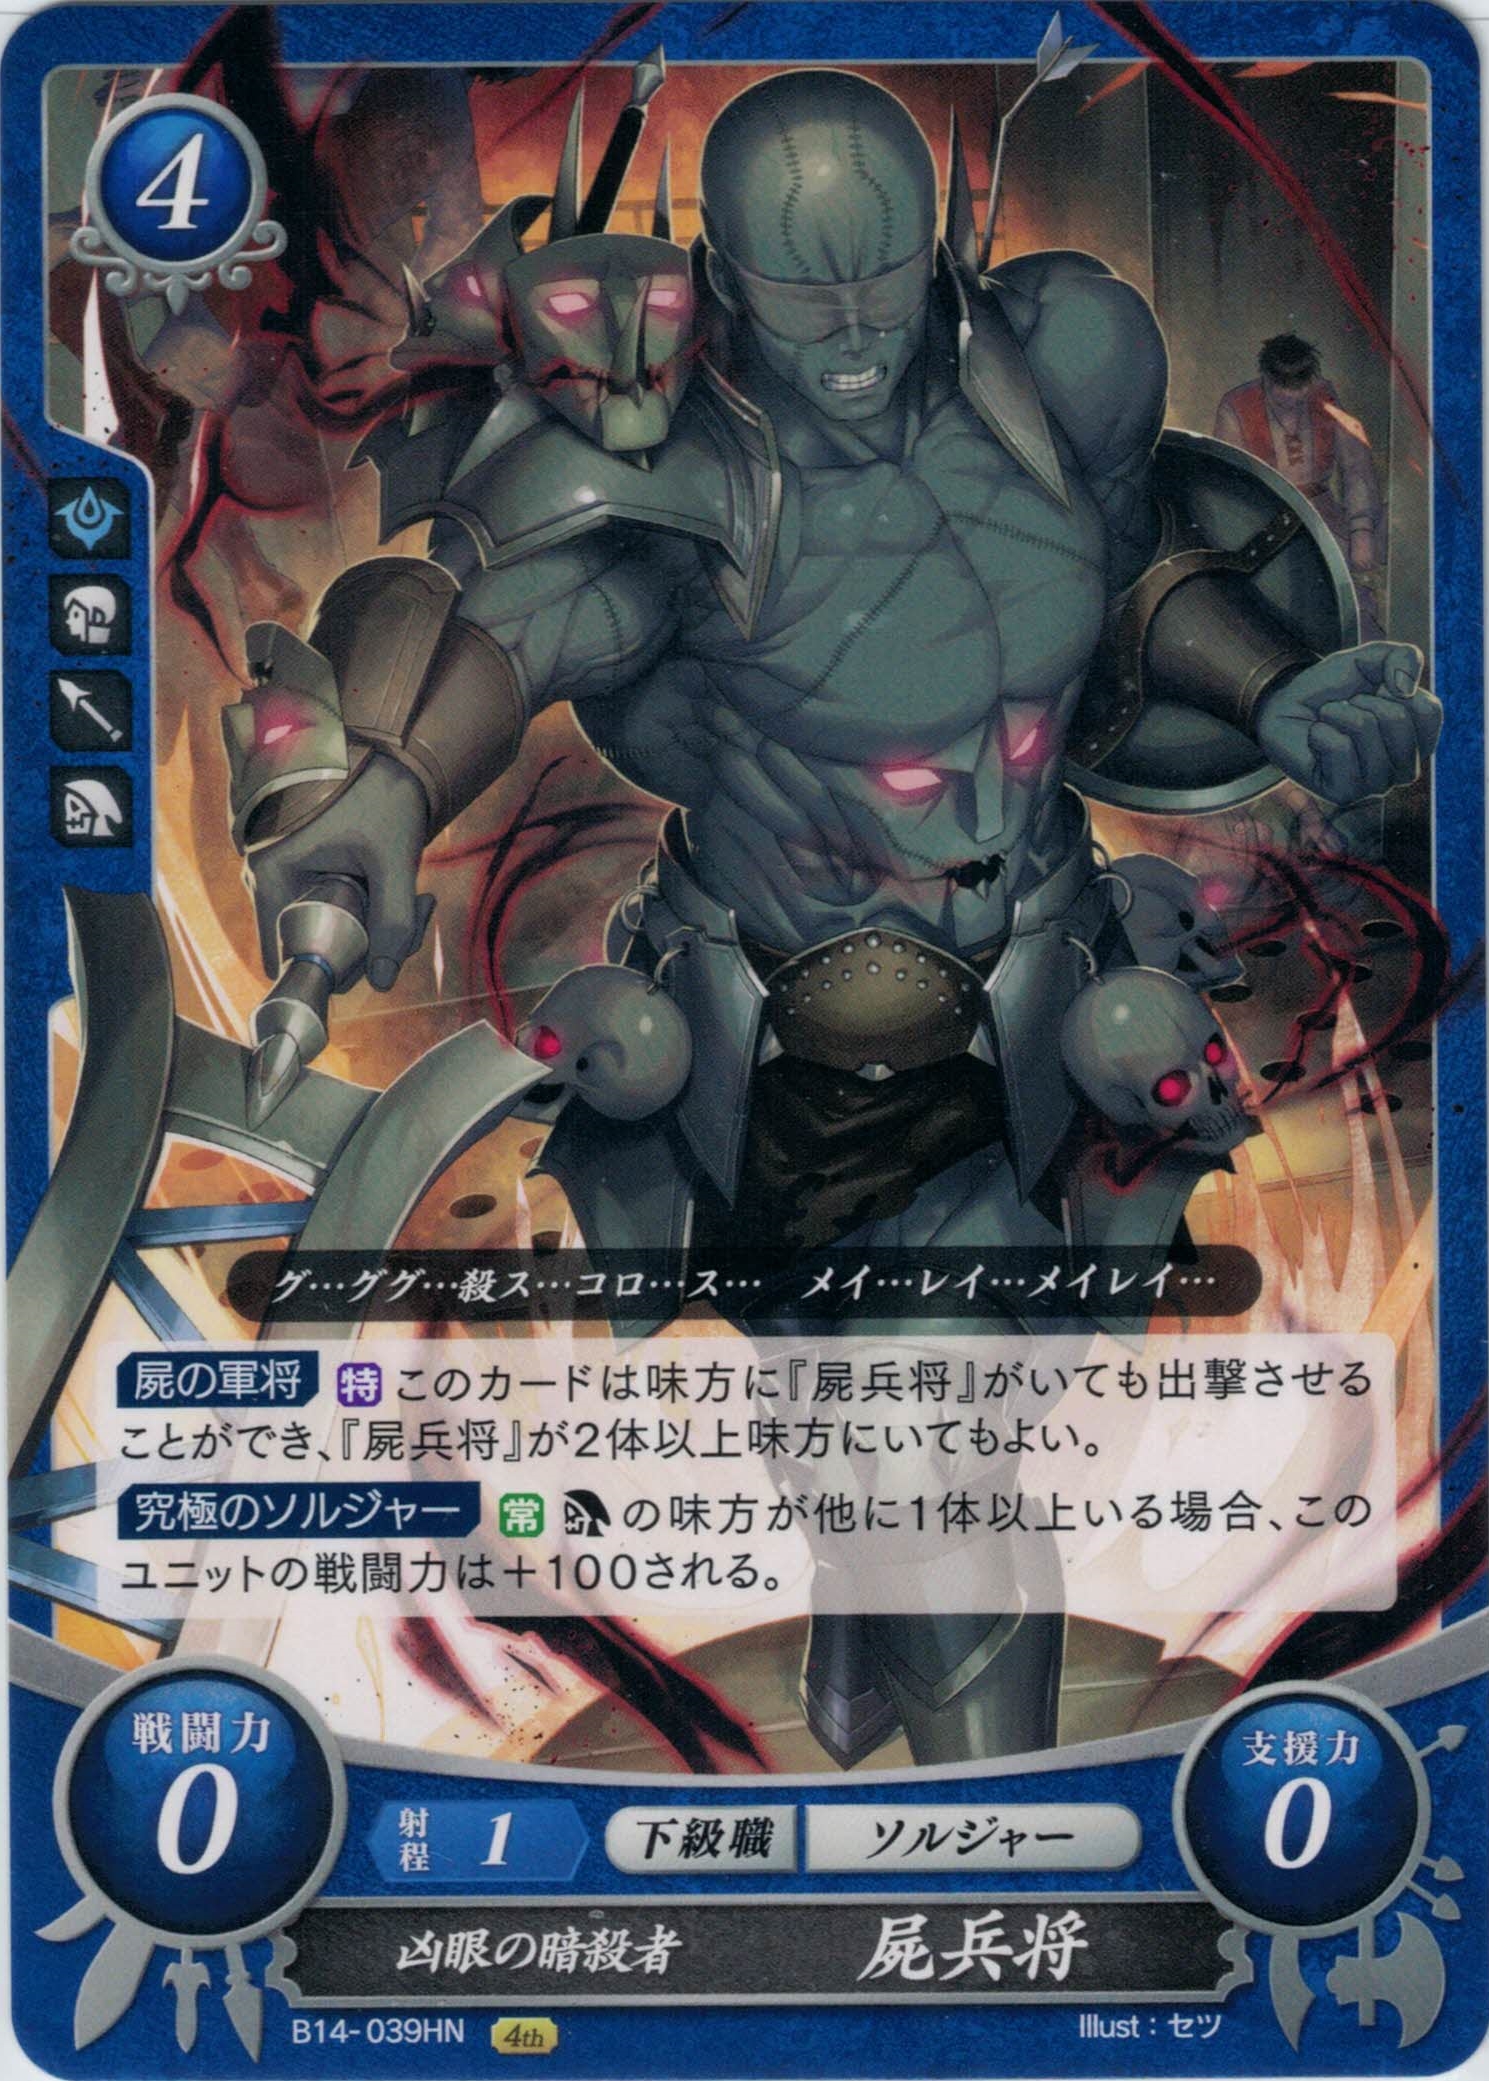 4
グ…ググ…殺ス…コロ…ス…　メイ…レイ…メイレイ…
屍の軍将 特 このカードは味方に『屍兵将』がいても出撃させる
ことができ、『屍兵将』が2体以上味方にいてもよい。
究極のソルジャー 常 の味方が他に1体以上いる場合、この
ユニットの戦闘力は＋100される。
戦闘力
0
射程 1 下級職 ソルジャー
支援力
0
凶眼の暗殺者 屍兵将
B14-039HN 4th Illust：セツ